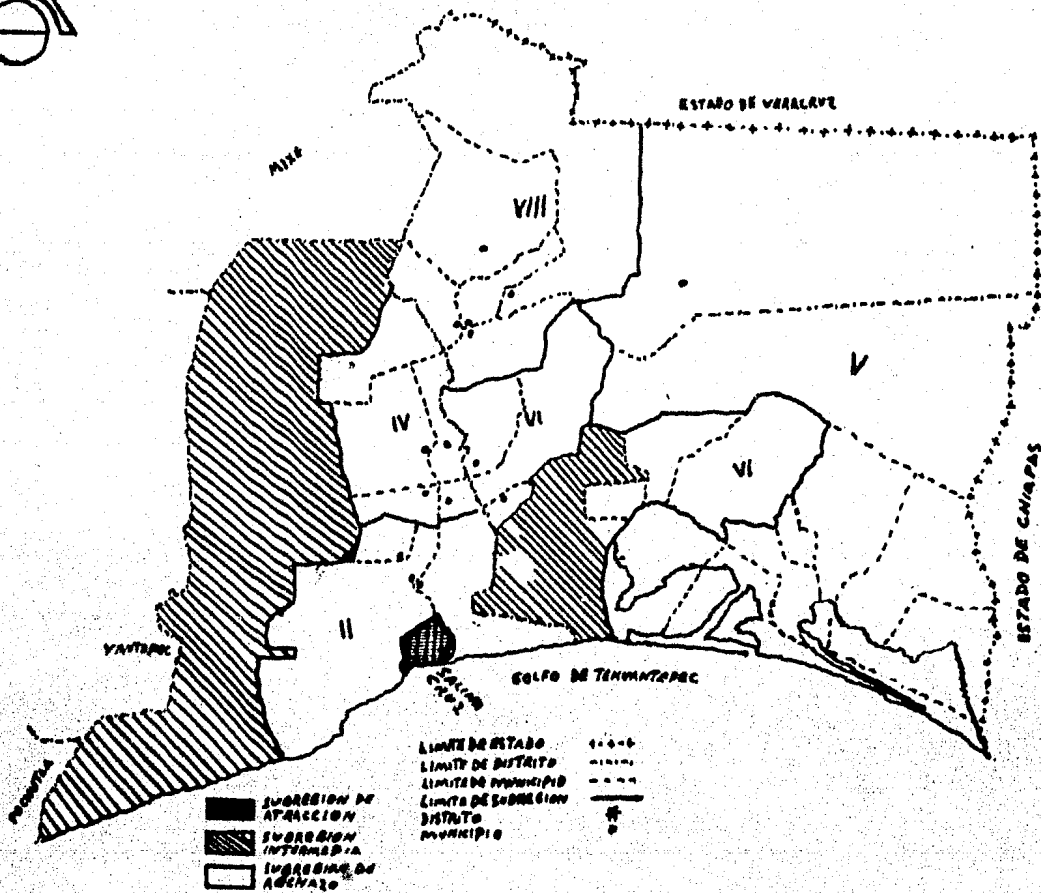 ESTADO DE VERACRUZ
MIXE
VIII
V
IV
VI
VI
ESTADO DE CHIAPAS
II
YAUTEPEC
SALINA CRUZ
GOLFO DE TEHUANTEPEC
POCHUTLA
LIMITE DE ESTADO
LIMITE DE DISTRITO
LIMITE DE MUNICIPIO
LIMITE DE SUBREGION
DISTRITO
MUNICIPIO
SUBREGION DE
ATRACCION
SUBREGION
INTERMEDIA
SUBREGION DE
RECHAZO